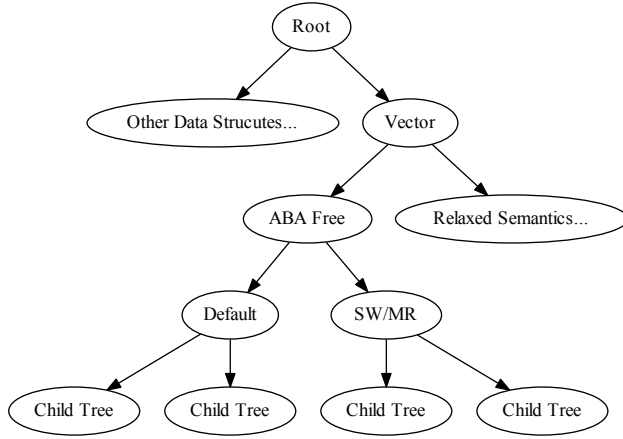 Root
Other Data Strucutes...
Vector
ABA Free
Relaxed Semantics...
Default
SW/MR
Child Tree
Child Tree
Child Tree
Child Tree